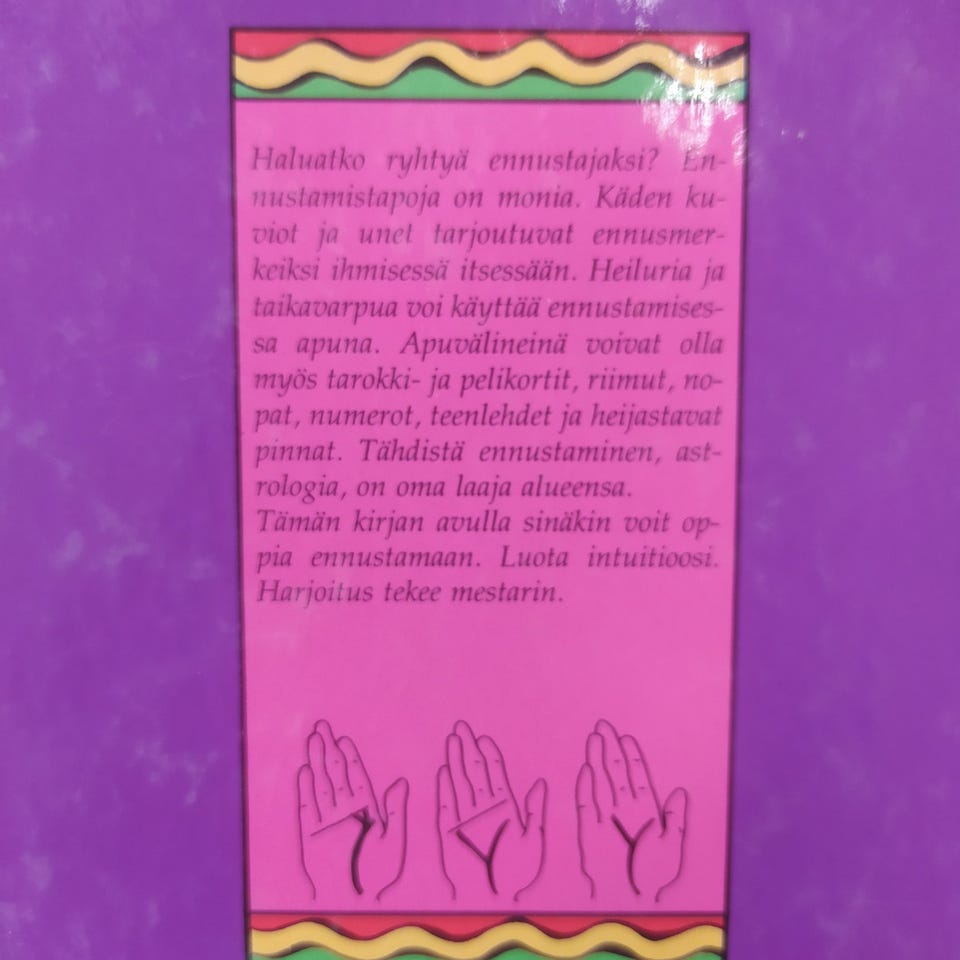 Haluatko ryhtyä ennustajaksi? En-
nustamistapoja on monia. Käden ku-
viot ja unet tarjoutuvat ennusmer-
keiksi ihmisessä itsessään. Heiluria ja
taikavarpua voi käyttää ennustamises-
sa apuna. Apuvälineinä voivat olla
myös tarokki- ja pelikortit, riimut, no-
pat, numerot, teenlehdet ja heijastavat
pinnat. Tähdistä ennustaminen, ast-
rologia, on oma laaja alueensa.
Tämän kirjan avulla sinäkin voit op-
pia ennustamaan. Luota intuitioosi.
Harjoitus tekee mestarin.